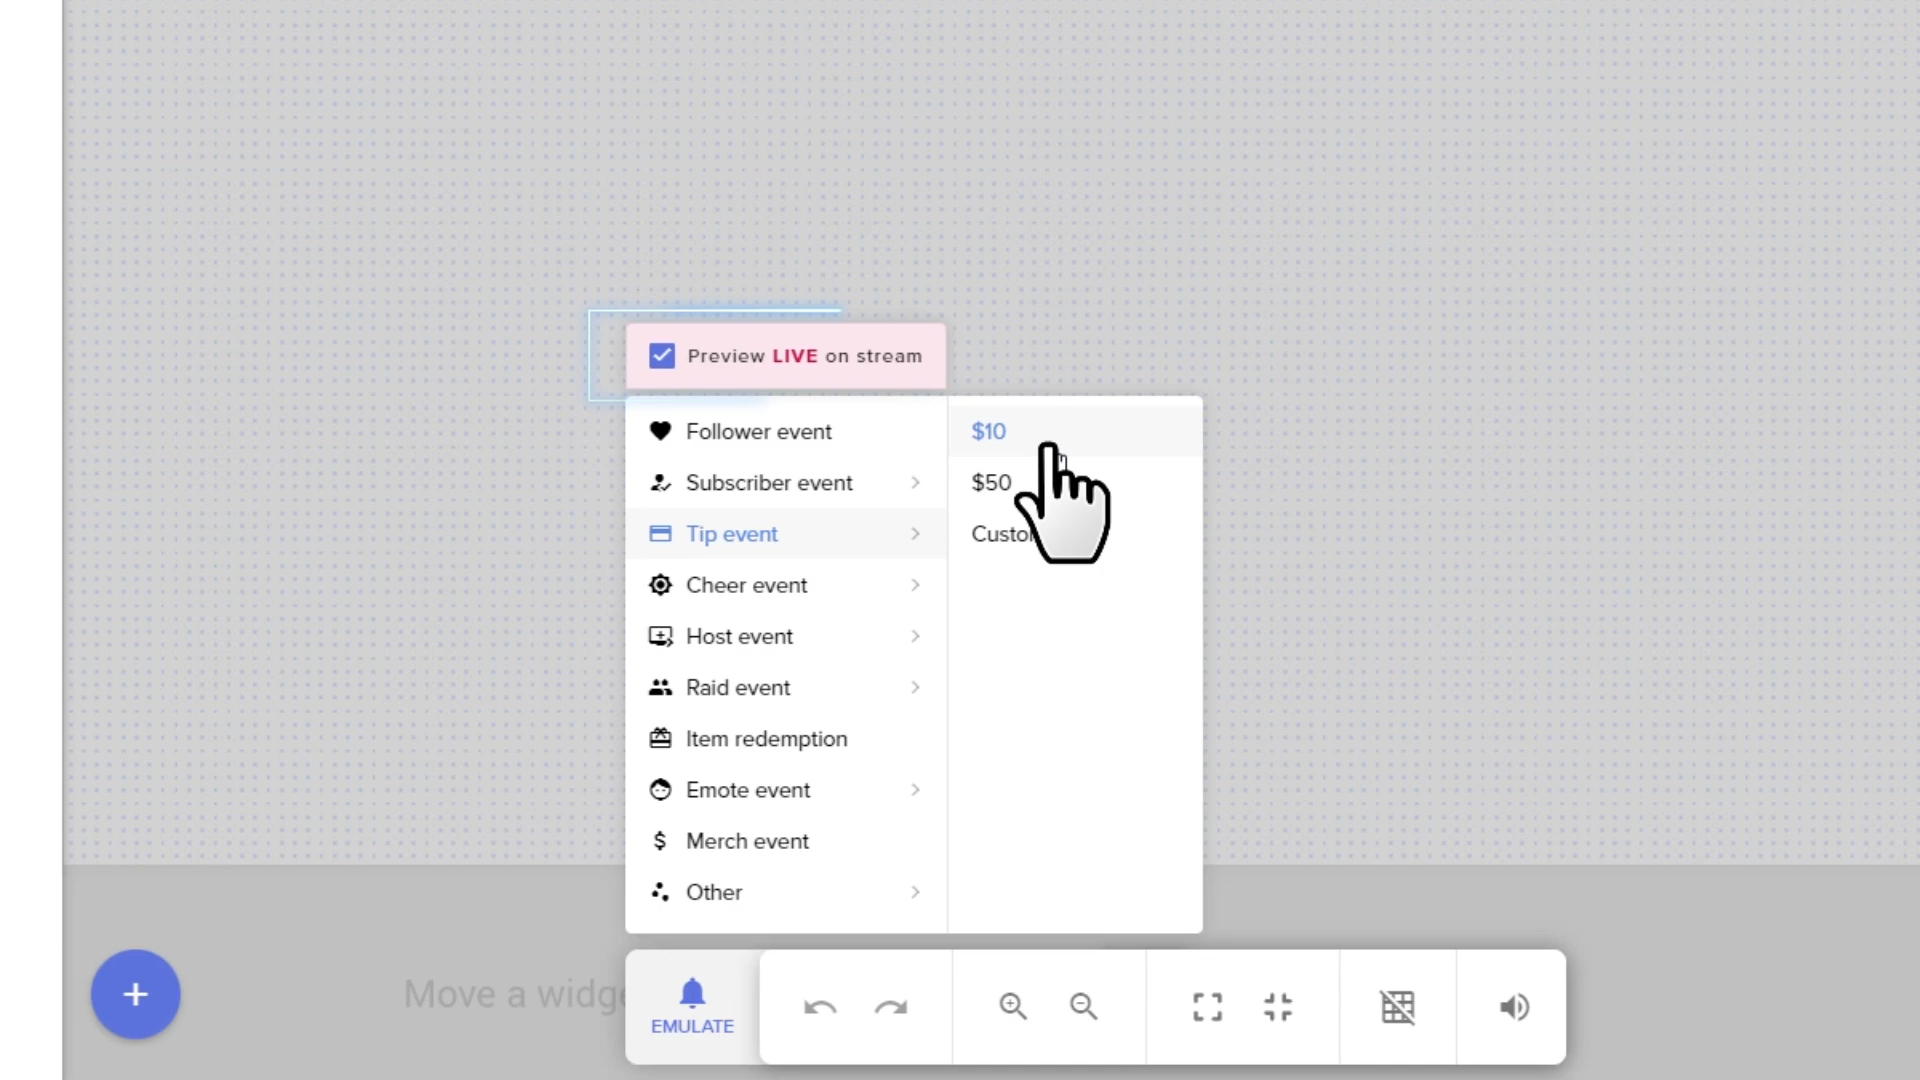 Preview LIVE on stream
Follower event
Subscriber event
Tip event
Cheer event
Host event
Raid event
Item redemption
Emote event
Merch event
Other
$10
$50
Move a
EMULATE